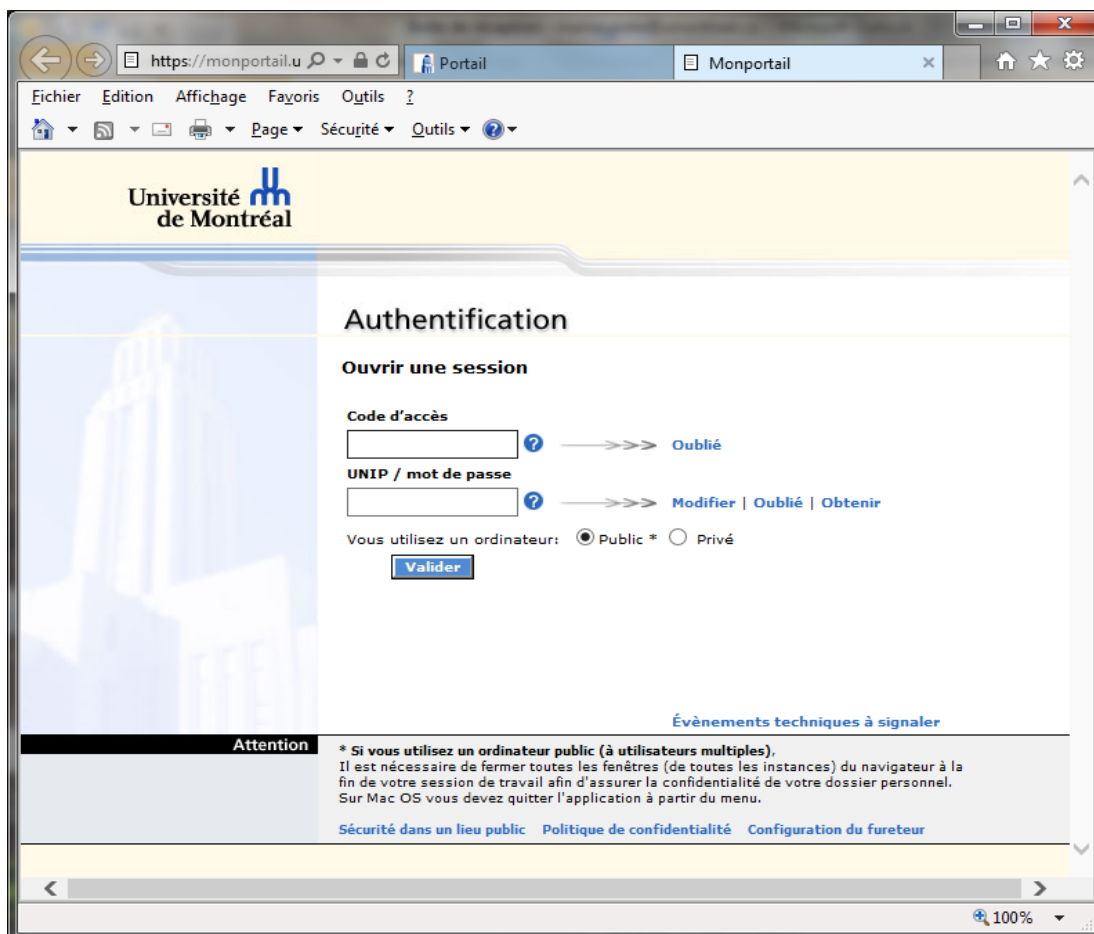 https://monportail.u
Portail
Monportail
Fichier Edition Affichage Favoris Outils ?
Page Sécurité Outils
Université
de Montréal
Authentification
Ouvrir une session
Code d'accès
? >>> Oublié
UNIP / mot de passe
? >>> Modifier | Oublié | Obtenir
Vous utilisez un ordinateur: Public * Privé
Valider
Évènements techniques à signaler
Attention
* Si vous utilisez un ordinateur public (à utilisateurs multiples),
Il est nécessaire de fermer toutes les fenêtres (de toutes les instances) du navigateur à la
fin de votre session de travail afin d'assurer la confidentialité de votre dossier personnel.
Sur Mac OS vous devez quitter l'application à partir du menu.
Sécurité dans un lieu public Politique de confidentialité Configuration du fureteur
100%